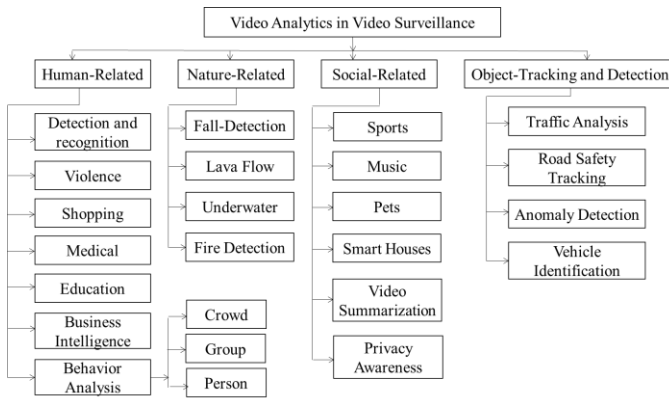 Video Analytics in Video Surveillance
Human-Related
Nature-Related
Social-Related
Object-Tracking and Detection
Detection and
recognition
Violence
Shopping
Medical
Education
Business
Intelligence
Behavior
Analysis
Crowd
Group
Person
Fall-Detection
Lava Flow
Underwater
Fire Detection
Sports
Music
Pets
Smart Houses
Video
Summarization
Privacy
Awareness
Traffic Analysis
Road Safety
Tracking
Anomaly Detection
Vehicle
Identification